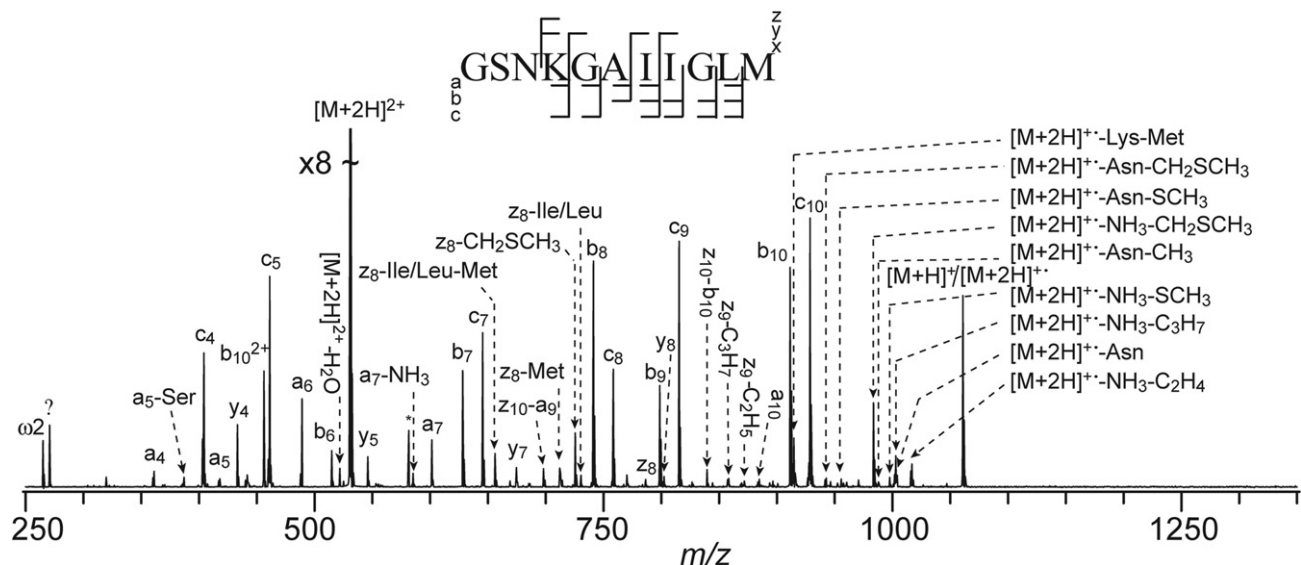 z
y
x
GSNKGAIIGLM
a
b
c
[M+2H]²⁺
x8
[M+2H]⁺·-Lys-Met
[M+2H]⁺·-Asn-CH₂SCH₃
[M+2H]⁺·-Asn-SCH₃
[M+2H]⁺·-NH₃-CH₂SCH₃
[M+2H]⁺·-Asn-CH₃
[M+H]⁺/[M+2H]⁺·
[M+2H]⁺·-NH₃-SCH₃
[M+2H]⁺·-NH₃-C₃H₇
[M+2H]⁺·-Asn
[M+2H]⁺·-NH₃-C₂H₄
z₈-Ile/Leu
z₈-CH₂SCH₃
z₈-Ile/Leu-Met
ω2
?
a₅-Ser
a₄
c₄
a₅
y₄
b₁₀²⁺
c₅
a₆
b₆
[M+2H]²⁺-H₂O
y₅
*
a₇-NH₃
a₇
b₇
c₇
y₇
z₁₀-a₉
z₈-Met
b₈
c₈
z₈
b₉
y₈
c₉
z₁₀-b₁₀
z₉-C₃H₇
z₉-C₂H₅
a₁₀
b₁₀
c₁₀
250 500 750 1000 1250
m/z